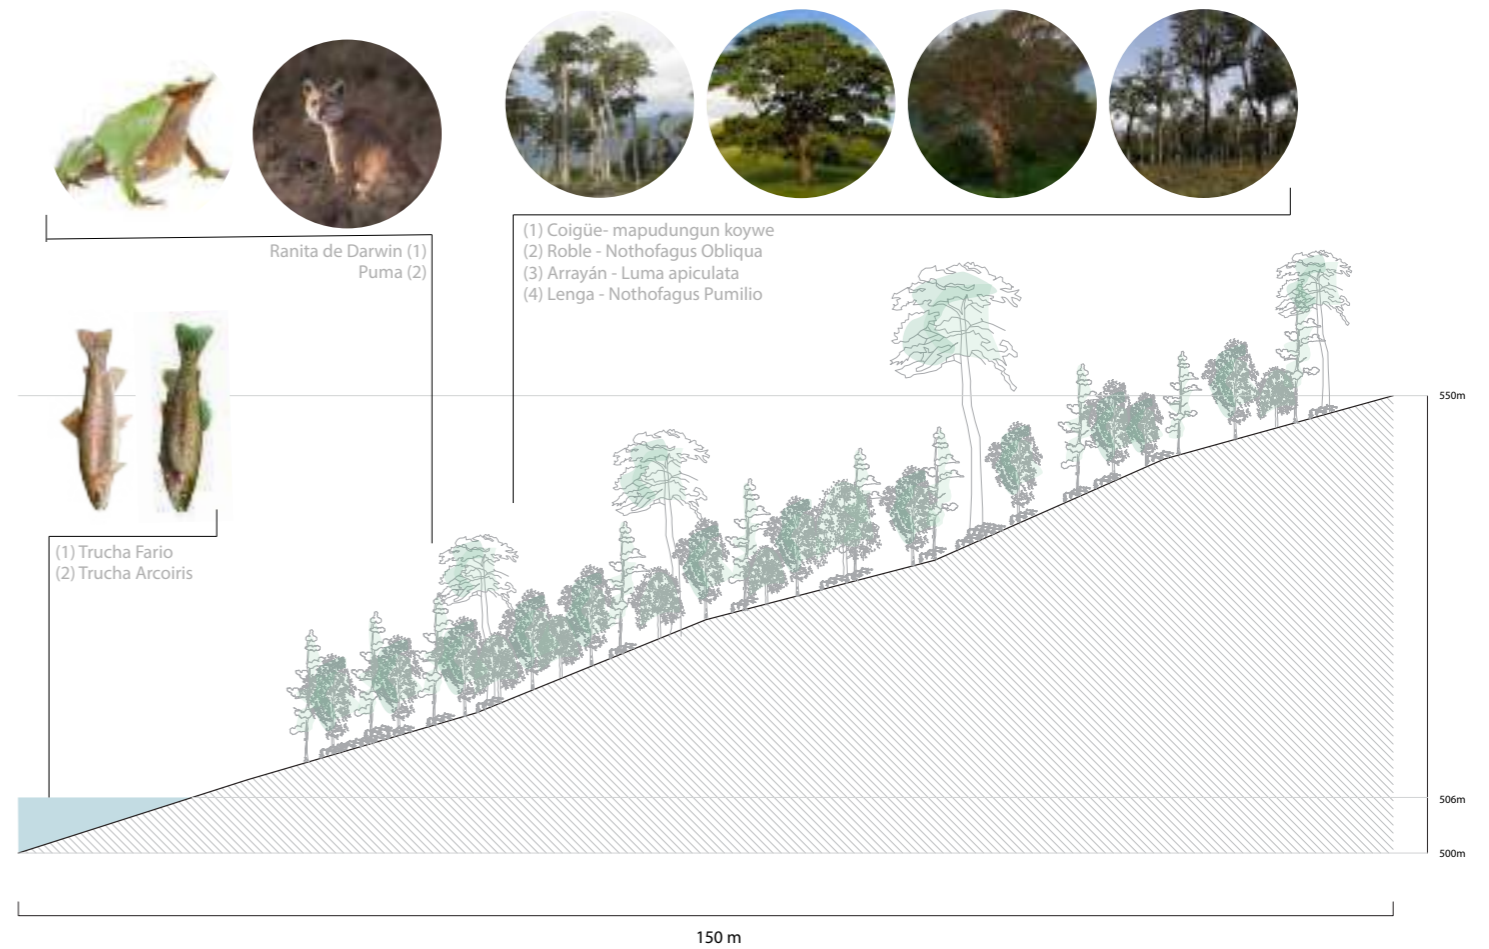 Ranita de Darwin (1)
Puma (2)
(1) Coigüe- mapudungun koywe
(2) Roble - Nothofagus Obliqua
(3) Arrayán - Luma apiculata
(4) Lenga - Nothofagus Pumilio
(1) Trucha Fario
(2) Trucha Arcoiris
550m
506m
500m
150 m